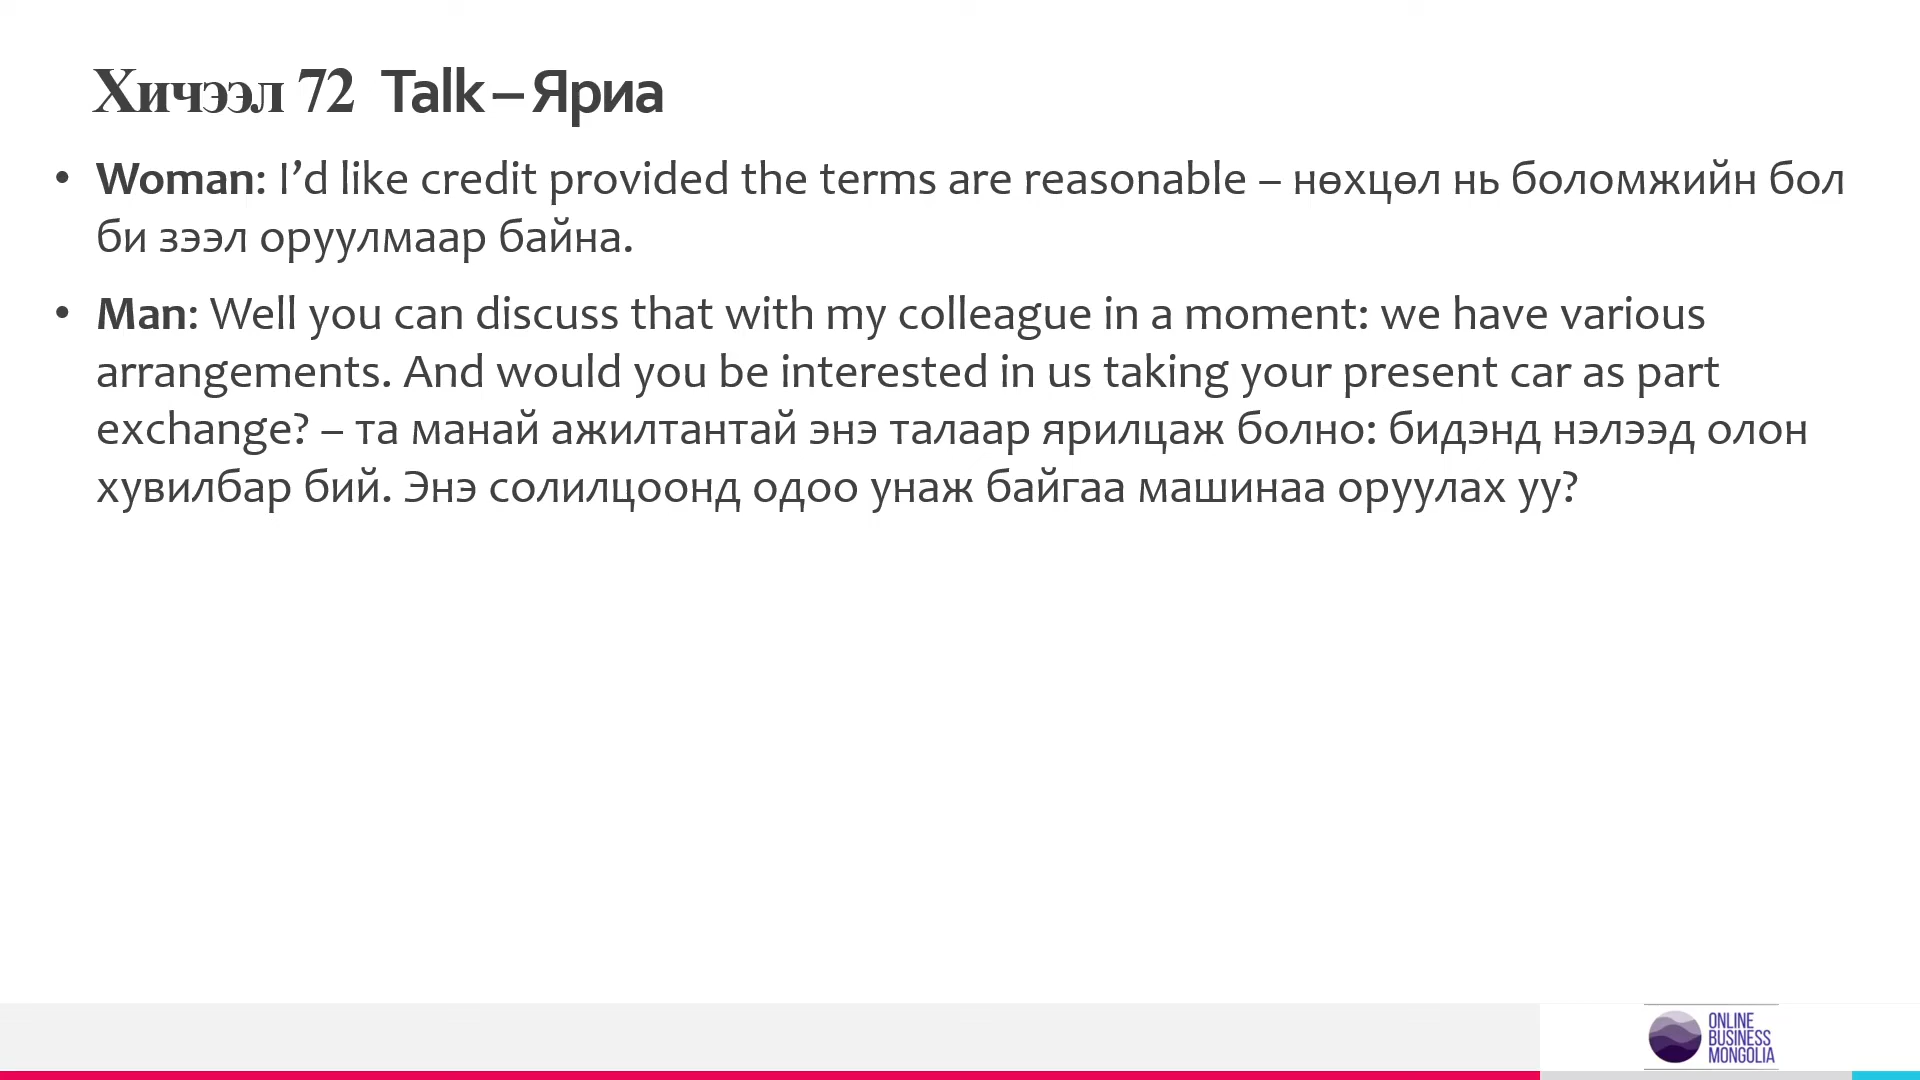 Хичээл 72 Talk – Яриа
• Woman: I’d like credit provided the terms are reasonable – нөхцөл нь боломжийн бол
би зээл оруулмаар байна.
• Man: Well you can discuss that with my colleague in a moment: we have various
arrangements. And would you be interested in us taking your present car as part
exchange? – та манай ажилтантай энэ талаар ярилцаж болно: бидэнд нэлээд олон
хувилбар бий. Энэ солилцоонд одоо унаж байгаа машинаа оруулах уу?
ONLINE
BUSINESS
MONGOLIA